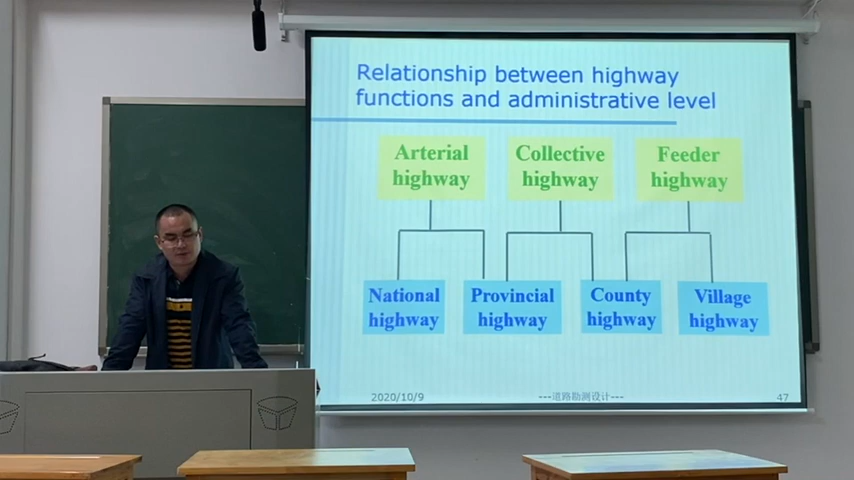 Relationship between highway
functions and administrative level
Arterial
highway
Collective
highway
Feeder
highway
National
highway
Provincial
highway
County
highway
Village
highway
2020/10/9
---道路勘测设计---
47